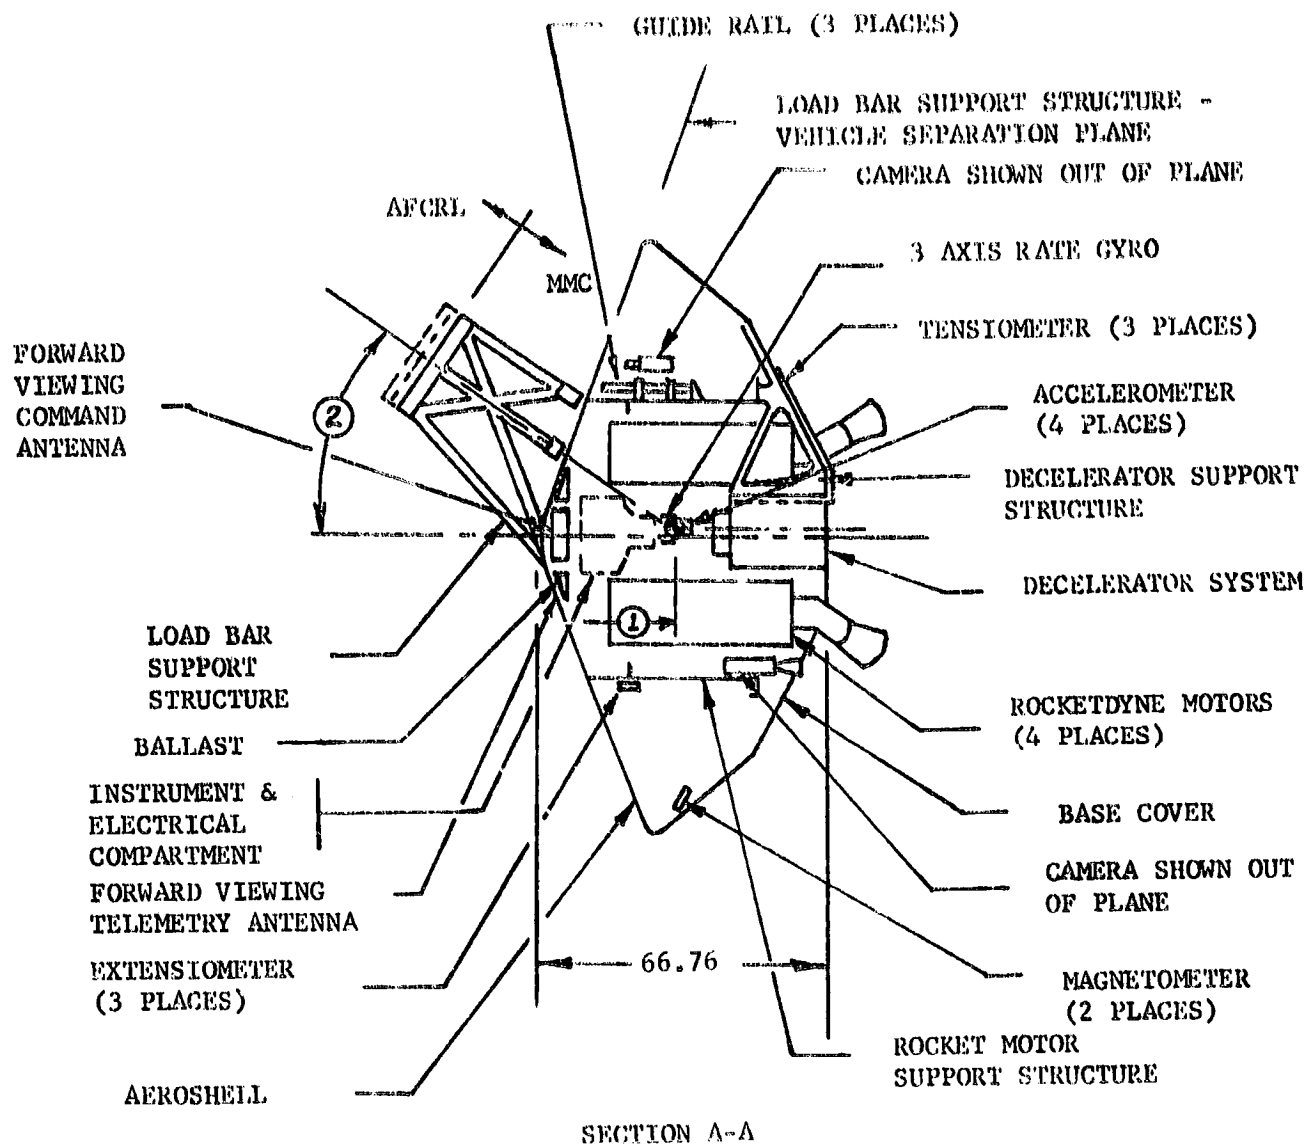 GUIDE RAIL (3 PLACES)
LOAD BAR SUPPORT STRUCTURE -
VEHICLE SEPARATION PLANE
CAMERA SHOWN OUT OF PLANE
AFCRL
MMC
3 AXIS RATE GYRO
TENSIOMETER (3 PLACES)
FORWARD
VIEWING
COMMAND
ANTENNA
2
ACCELEROMETER
(4 PLACES)
DECELERATOR SUPPORT
STRUCTURE
DECELERATOR SYSTEM
1
LOAD BAR
SUPPORT
STRUCTURE
BALLAST
ROCKETDYNE MOTORS
(4 PLACES)
INSTRUMENT &
ELECTRICAL
COMPARTMENT
BASE COVER
FORWARD VIEWING
TELEMETRY ANTENNA
CAMERA SHOWN OUT
OF PLANE
EXTENSIOMETER
(3 PLACES)
66.76
MAGNETOMETER
(2 PLACES)
ROCKET MOTOR
SUPPORT STRUCTURE
AEROSHELL
SECTION A-A